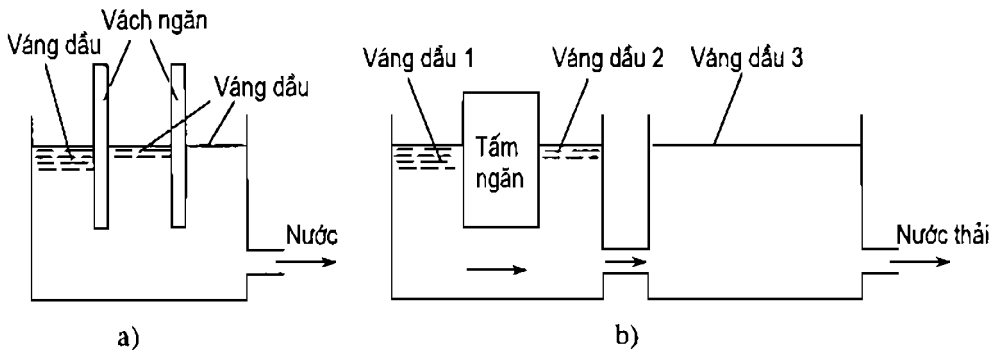 Vách ngăn
Váng dầu
Váng dầu
Nước
a)
Váng dầu 1
Váng dầu 2
Váng dầu 3
Tấm
ngăn
Nước thải
b)